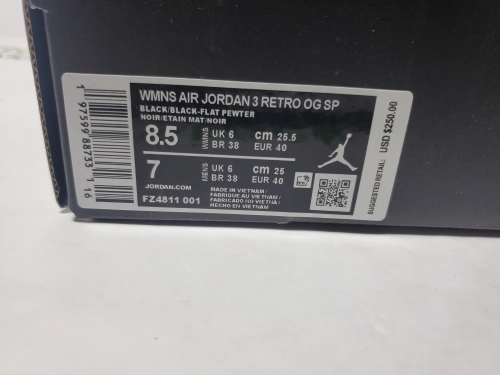 WMNS AIR JORDAN 3 RETRO OG SP
BLACK/BLACK-FLAT PEWTER
NOIR/ETAIN MAT/NOIR
8.5 WMNS UK 6 cm 25.5
BR 38 EUR 40
7 MENS UK 6 cm 25
BR 38 EUR 40
JORDAN.COM
FZ4811 001
MADE IN VIETNAM/
FABRIQUE AU VIETNAM/
FABRICADO NO VIETNA/
HECHO EN VIETNAM
1 97599 88733 1 16
SUGGESTED RETAIL: USD $250.00